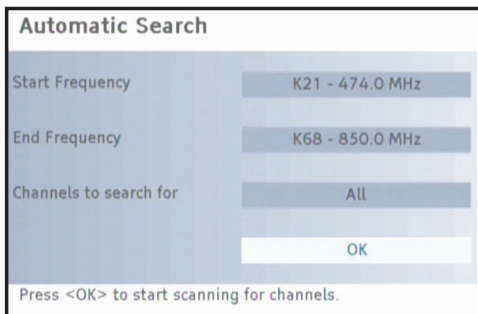 Automatic Search
Start Frequency K21 - 474.0 MHz
End Frequency K68 - 850.0 MHz
Channels to search for All
OK
Press <OK> to start scanning for channels.